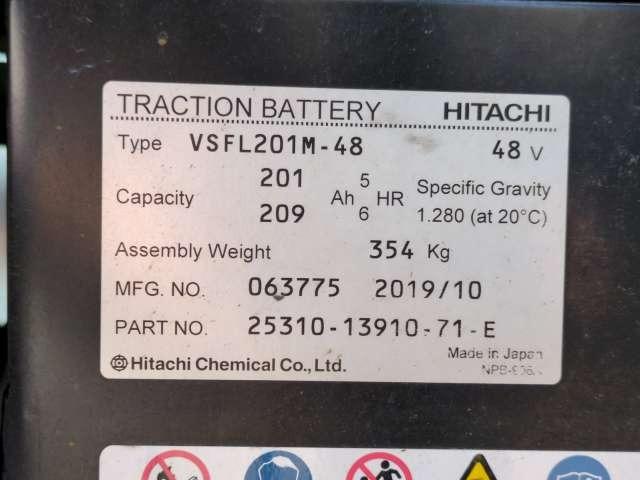 TRACTION BATTERY HITACHI
Type VSFL201M-48 48 V
Capacity 201 Ah 5 HR Specific Gravity
209 6 1.280 (at 20°C)
Assembly Weight 354 Kg
MFG. NO. 063775 2019/10
PART NO. 25310-13910-71-E
Hitachi Chemical Co., Ltd. Made in Japan